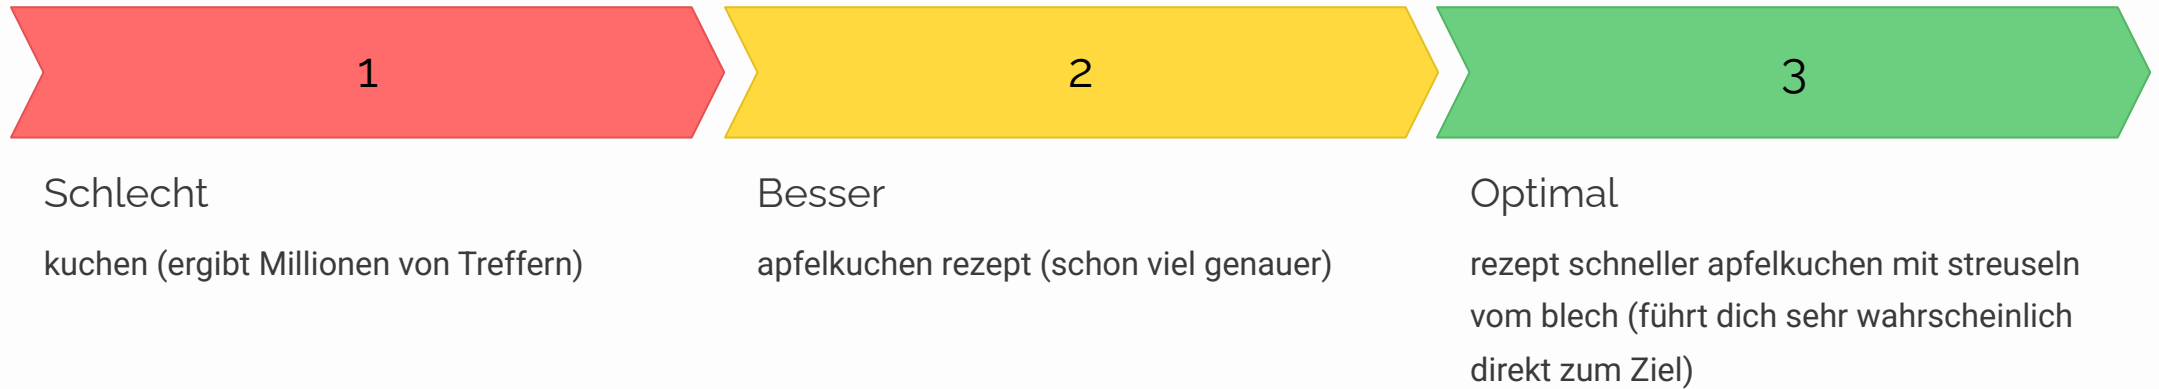 1
Schlecht
kuchen (ergibt Millionen von Treffern)
2
Besser
apfelkuchen rezept (schon viel genauer)
3
Optimal
rezept schneller apfelkuchen mit streuseln
vom blech (führt dich sehr wahrscheinlich
direkt zum Ziel)